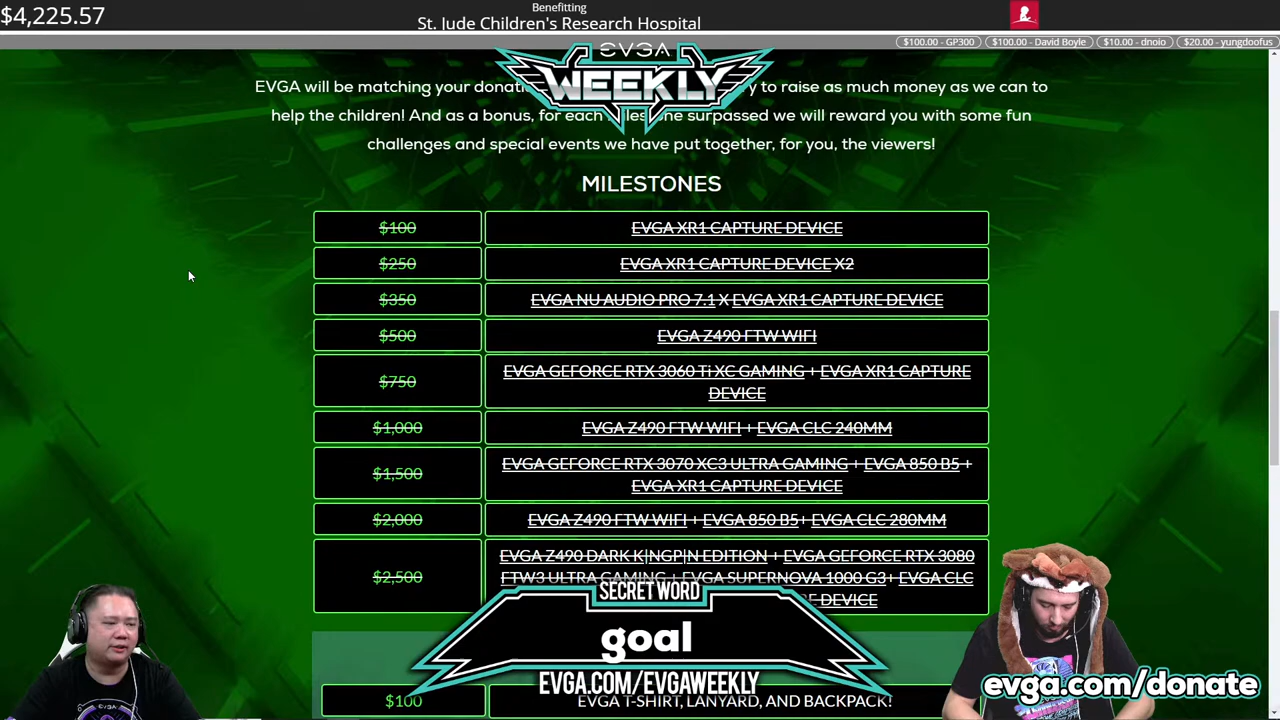 $4,225.57
Benefitting
St. Jude Children's Research Hospital
$100.00 - GP300
$100.00 - David Boyle
$10.00 - dnoio
$20.00 - yungdoofus
EVGA
WEEKLY
EVGA will be matching your donati y to raise as much money as we can to
help the children! And as a bonus, for each miles ne surpassed we will reward you with some fun
challenges and special events we have put together, for you, the viewers!
MILESTONES
$100 EVGA XR1 CAPTURE DEVICE
$250 EVGA XR1 CAPTURE DEVICE X2
$350 EVGA NU AUDIO PRO 7.1 X EVGA XR1 CAPTURE DEVICE
$500 EVGA Z490 FTW WIFI
$750 EVGA GEFORCE RTX 3060 Ti XC GAMING + EVGA XR1 CAPTURE
DEVICE
$1,000 EVGA Z490 FTW WIFI + EVGA CLC 240MM
$1,500 EVGA GEFORCE RTX 3070 XC3 ULTRA GAMING + EVGA 850 B5 +
EVGA XR1 CAPTURE DEVICE
$2,000 EVGA Z490 FTW WIFI + EVGA 850 B5+ EVGA CLC 280MM
$2,500 EVGA Z490 DARK K|NGP|N EDITION + EVGA GEFORCE RTX 3080
FTW3 ULTRA GAMING + EVGA SUPERNOVA 1000 G3+ EVGA CLC
DEVICE
SECRET WORD
goal
EVGA.COM/EVGAWEEKLY
$100 EVGA T-SHIRT, LANYARD, AND BACKPACK!
evga.com/donate